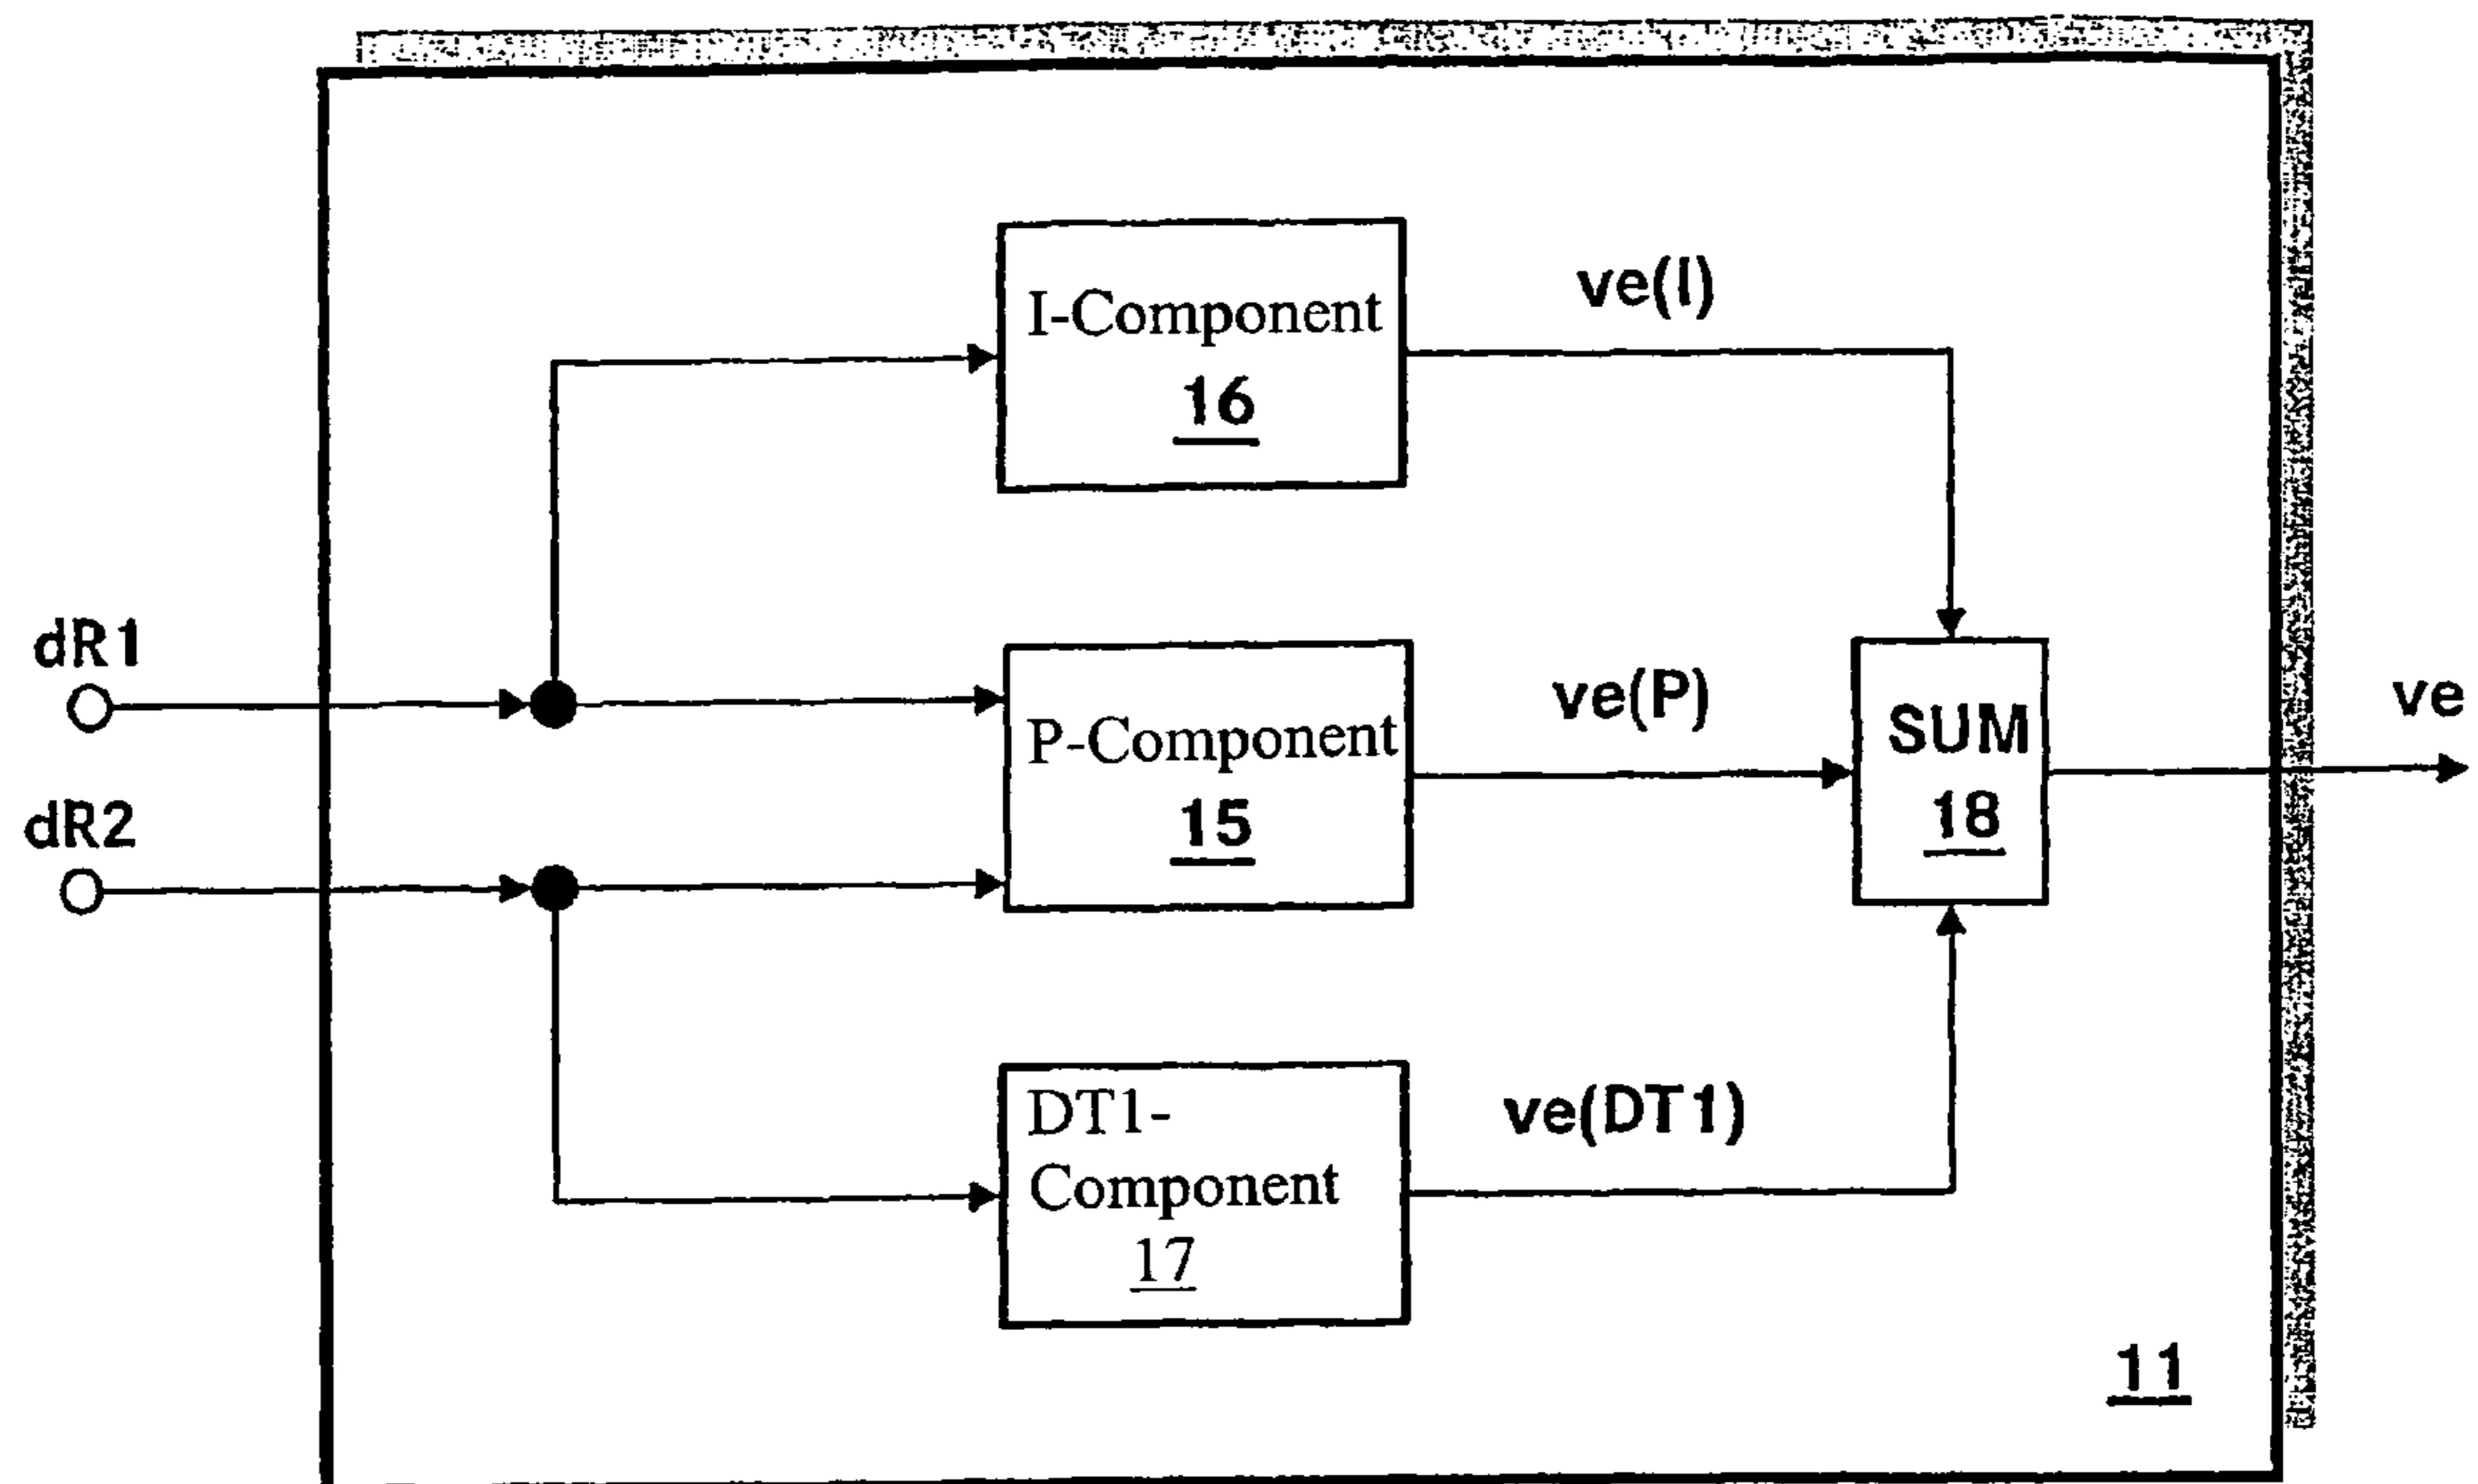 I-Component
16
ve(I)
dR1
dR2
P-Component
15
ve(P)
SUM
18
ve
DT1-
Component
17
ve(DT1)
11